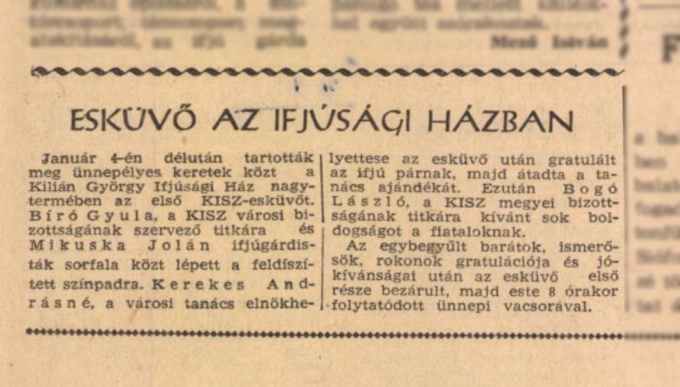 Mező István
ESKÜVŐ AZ IFJÚSÁGI HÁZBAN
Január 4-én délután tartották
meg ünnepélyes keretek közt a
Kilián György Ifjúsági Ház nagy-
termében az első KISZ-esküvőt.
Bíró Gyula, a KISZ városi bi-
zottságának szervező titkára és
Mikuska Jolán ifjúgárdis-
ták sorfala közt lépett a feldíszí-
tett színpadra. Kerekes And-
rásné, a városi tanács elnökhe-
lyettese az esküvő után gratulált
az ifjú párnak, majd átadta a ta-
nács ajándékát. Ezután Bogó
László, a KISZ megyei bizott-
ságának titkára kívánt sok bol-
dogságot a fiataloknak.
Az egybegyűlt barátok, ismerő-
sök, rokonok gratulációja és jó-
kívánságai után az esküvő első
része bezárult, majd este 8 órakor
folytatódott ünnepi vacsorával.